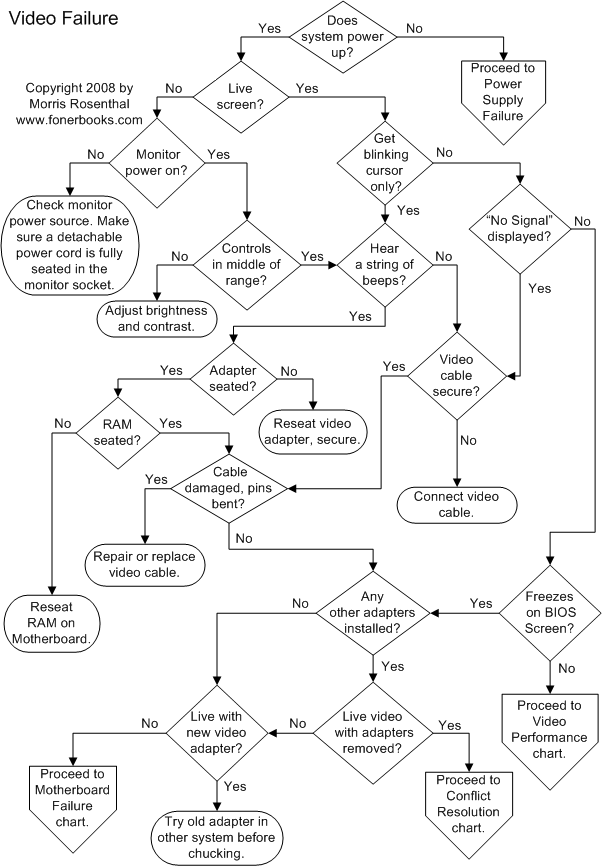 Video Failure
Does
system power
up?
Yes
No
Copyright 2008 by
Morris Rosenthal
www.fonerbooks.com
Proceed to
Power
Supply
Failure
Live
screen?
No
Yes
Monitor
power on?
No
Yes
Get
blinking
cursor
only?
No
Yes
Check monitor
power source. Make
sure a detachable
power cord is fully
seated in the
monitor socket.
"No Signal"
displayed?
No
Yes
Controls
in middle of
range?
No
Yes
Hear
a string of
beeps?
No
Yes
Adjust brightness
and contrast.
Video
cable
secure?
Yes
No
Adapter
seated?
Yes
No
Reseat video
adapter, secure.
RAM
seated?
No
Yes
Cable
damaged, pins
bent?
Yes
No
Connect video
cable.
Repair or replace
video cable.
Reseat
RAM on
Motherboard.
Any
other adapters
installed?
No
Yes
Freezes
on BIOS
Screen?
Yes
No
Proceed to
Video
Performance
chart.
Live with
new video
adapter?
No
Yes
Live video
with adapters
removed?
No
Yes
Proceed to
Motherboard
Failure
chart.
Try old adapter in
other system before
chucking.
Proceed to
Conflict
Resolution
chart.